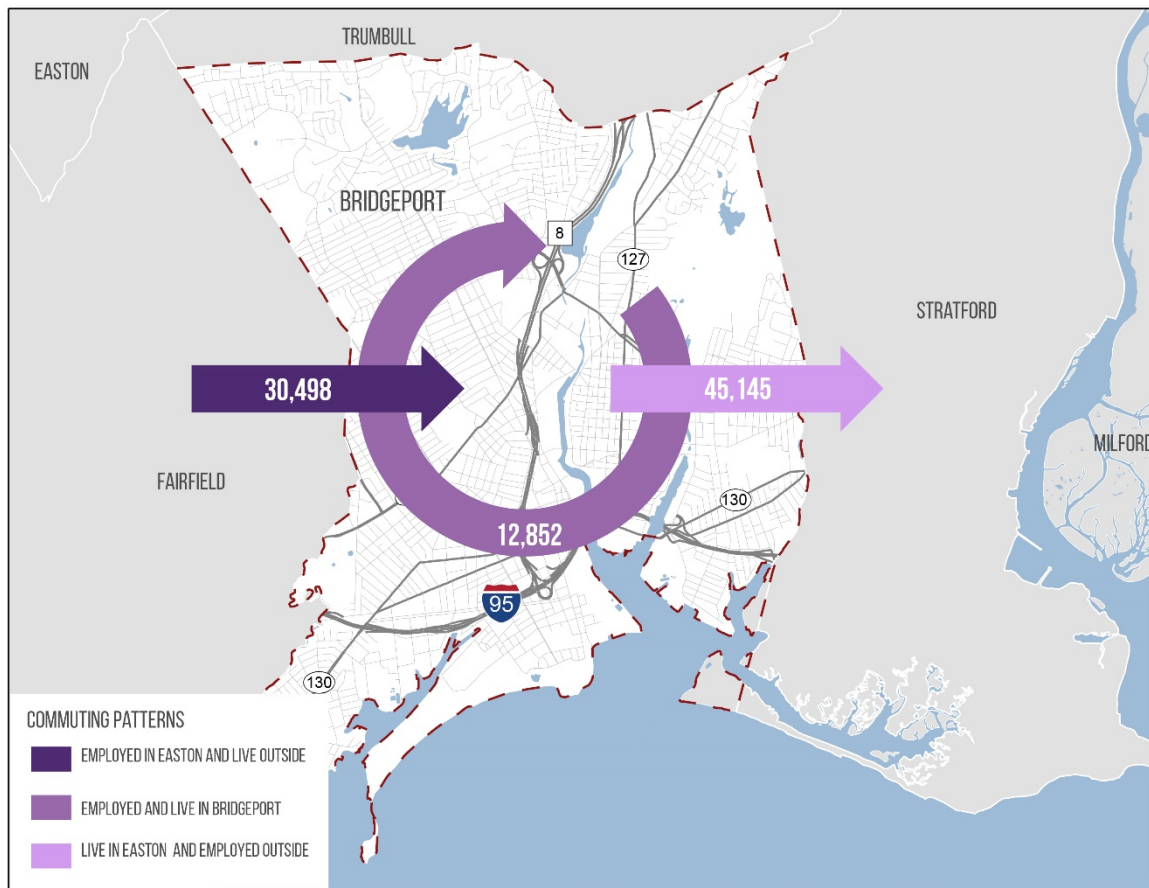 TRUMBULL
EASTON
BRIDGEPORT
8
127
STRATFORD
30,498
45,145
MILFORD
FAIRFIELD
130
12,852
95
130
COMMUTING PATTERNS
EMPLOYED IN EASTON AND LIVE OUTSIDE
EMPLOYED AND LIVE IN BRIDGEPORT
LIVE IN EASTON AND EMPLOYED OUTSIDE